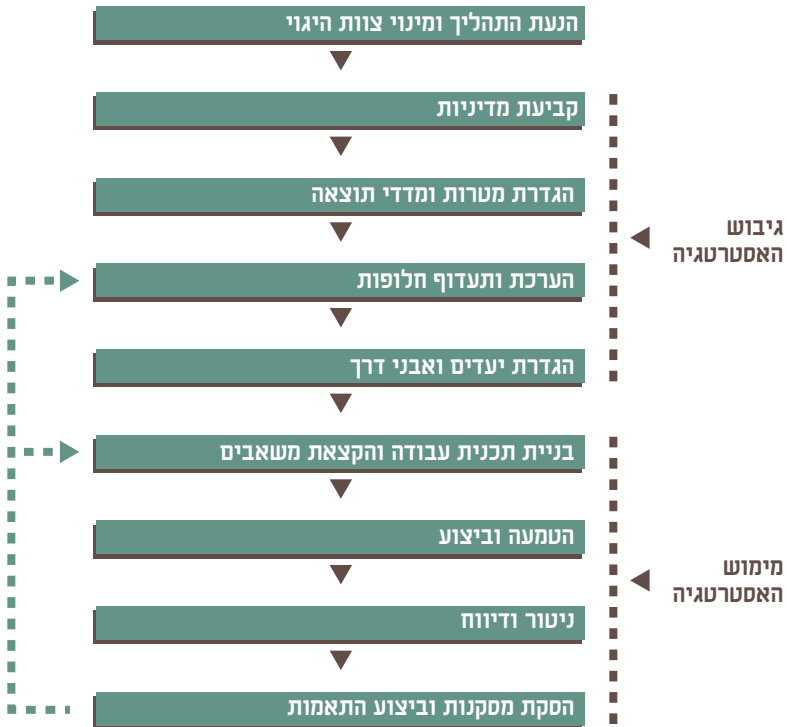 הנעת התהליך ומינוי צוות היגוי
קביעת מדיניות
הגדרת מטרות ומדדי תוצאה
גיבוש
האסטרטגיה
הערכת ותעדוף חלופות
הגדרת יעדים ואבני דרך
בניית תכנית עבודה והקצאת משאבים
הטמעה וביצוע
מימוש
האסטרטגיה
ניטור ודיווח
הסקת מסקנות וביצוע התאמות